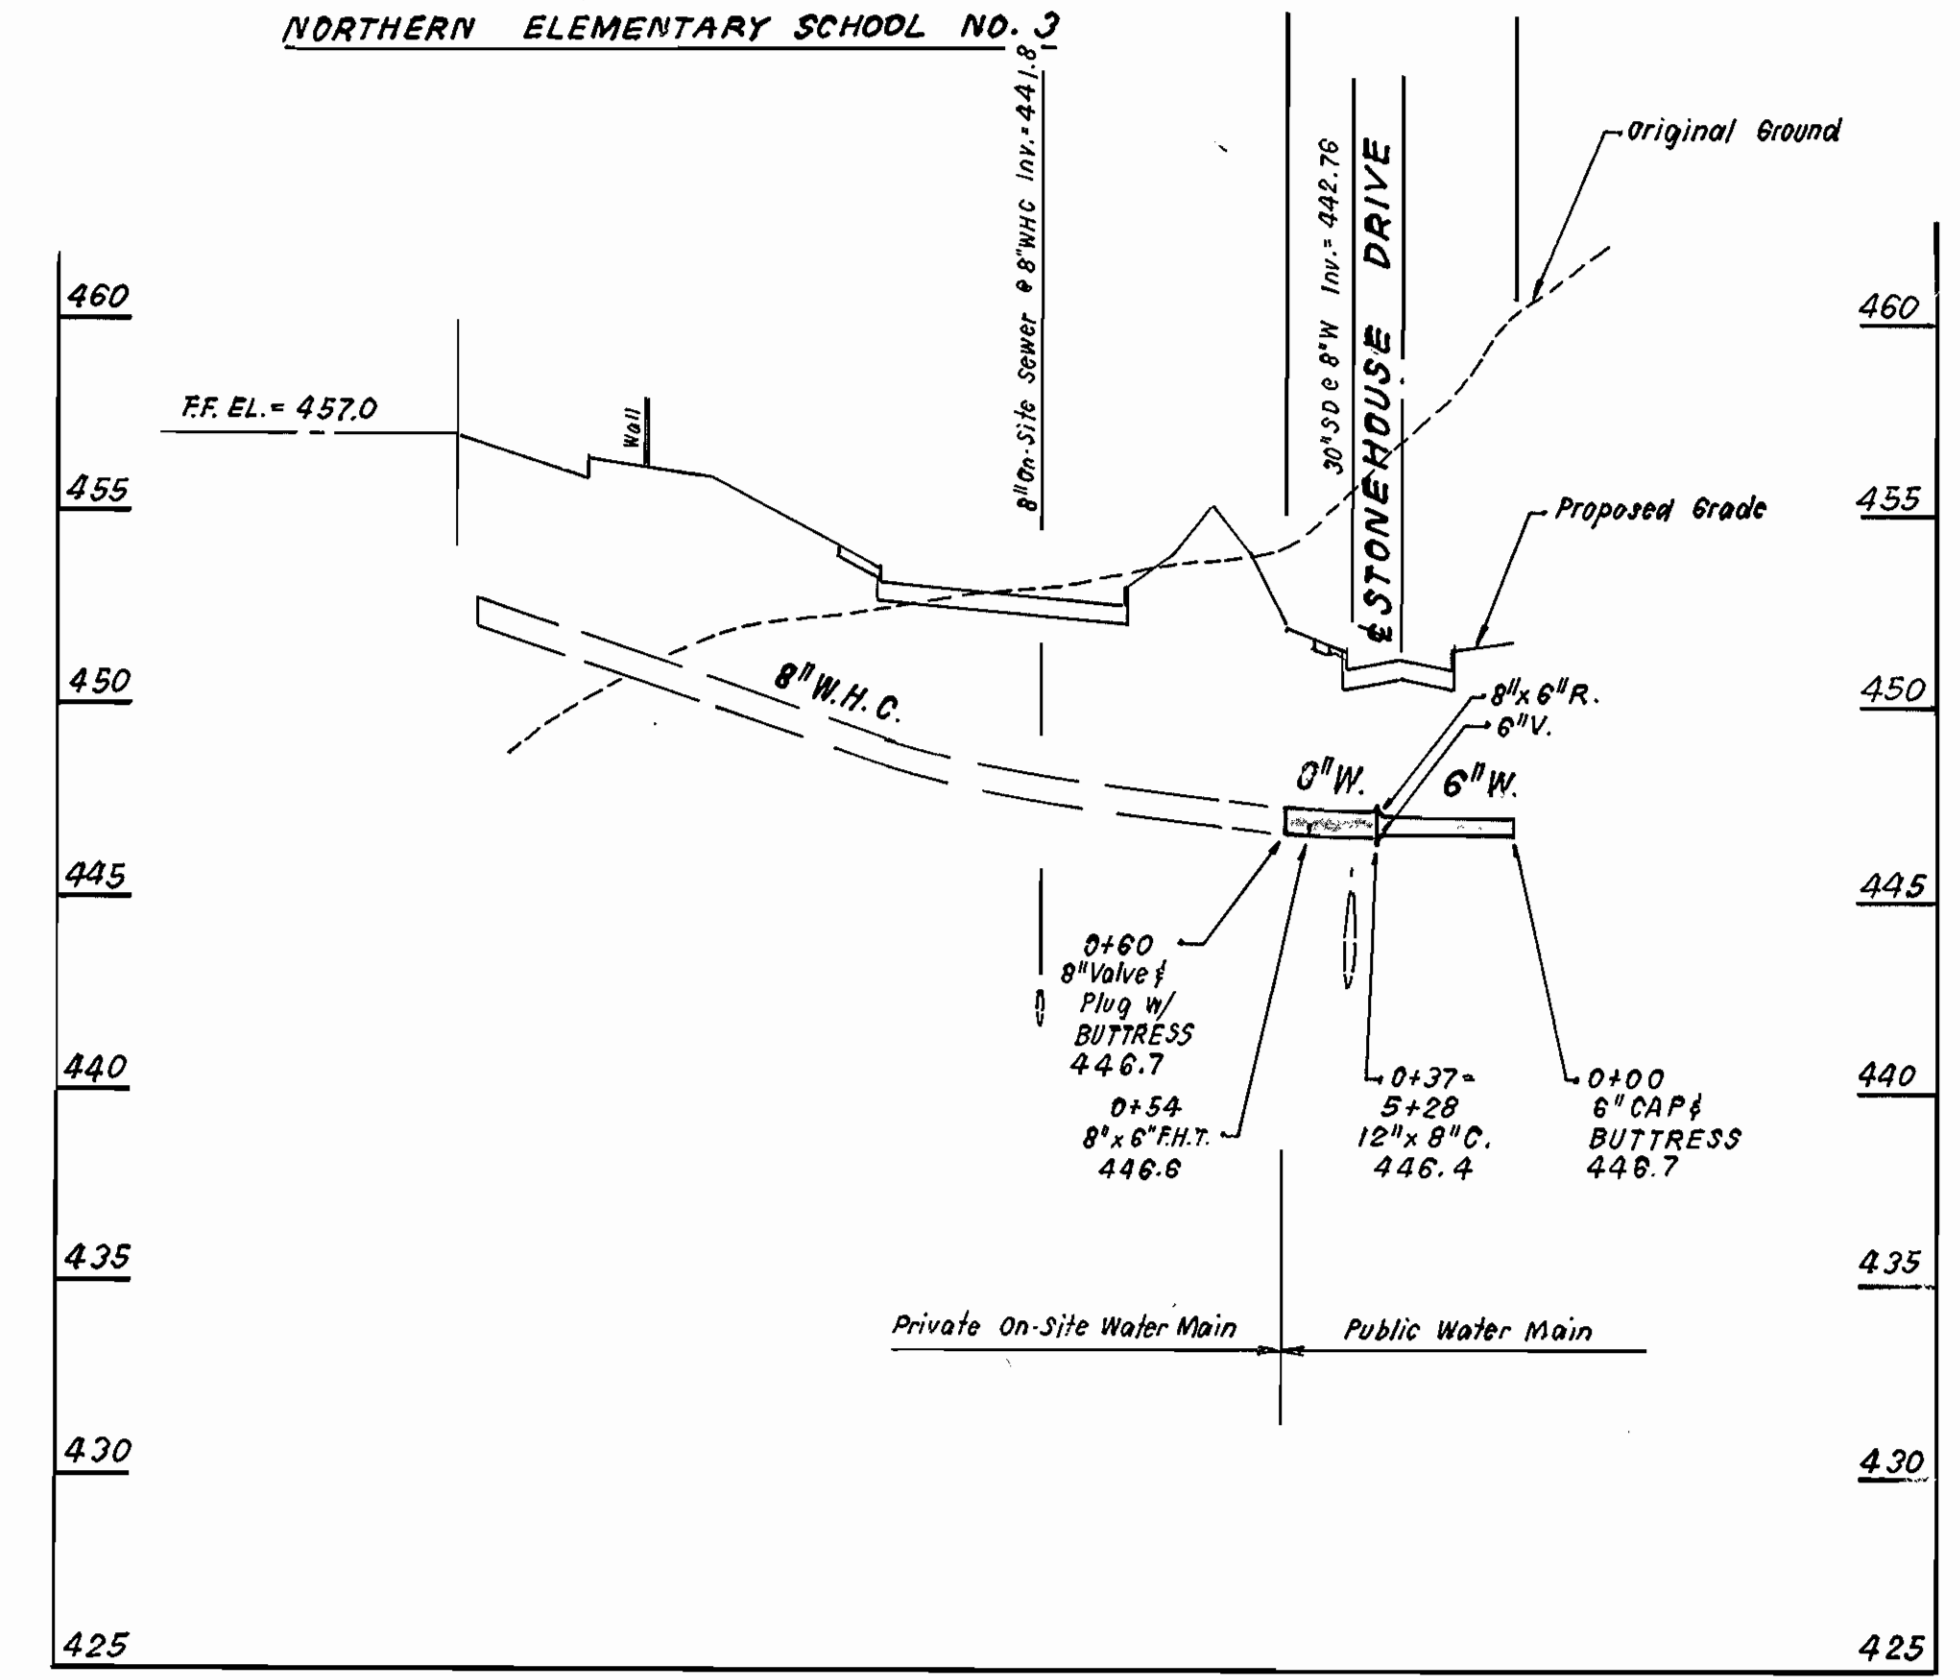 NORTHERN ELEMENTARY SCHOOL NO. 3
8" On-Site sewer @ 8"WHC Inv.=441.8
30"SD @ 8"W Inv.= 442.76
℄ STONEHOUSE DRIVE
Original Ground
460
460
F.F. EL.= 457.0
Wall
455
455
Proposed Grade
450
450
8" W.H.C.
8"x 6"R.
6"V.
0"W.
6"W.
445
445
0+60
8"Valve &
Plug w/
BUTTRESS
446.7
0+54
8"x 6"F.H.T.
446.6
0+37=
5+28
12"x 8"C.
446.4
0+00
6" CAP &
BUTTRESS
446.7
440
440
435
435
Private On-Site Water Main
Public Water Main
430
430
425
425